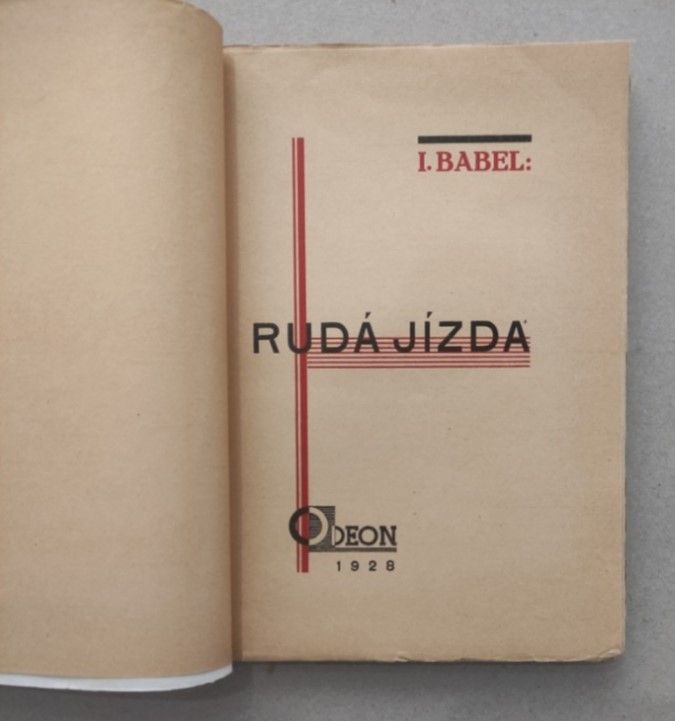 I. BABEL:
RUDÁ JÍZDA
ODEON
1928